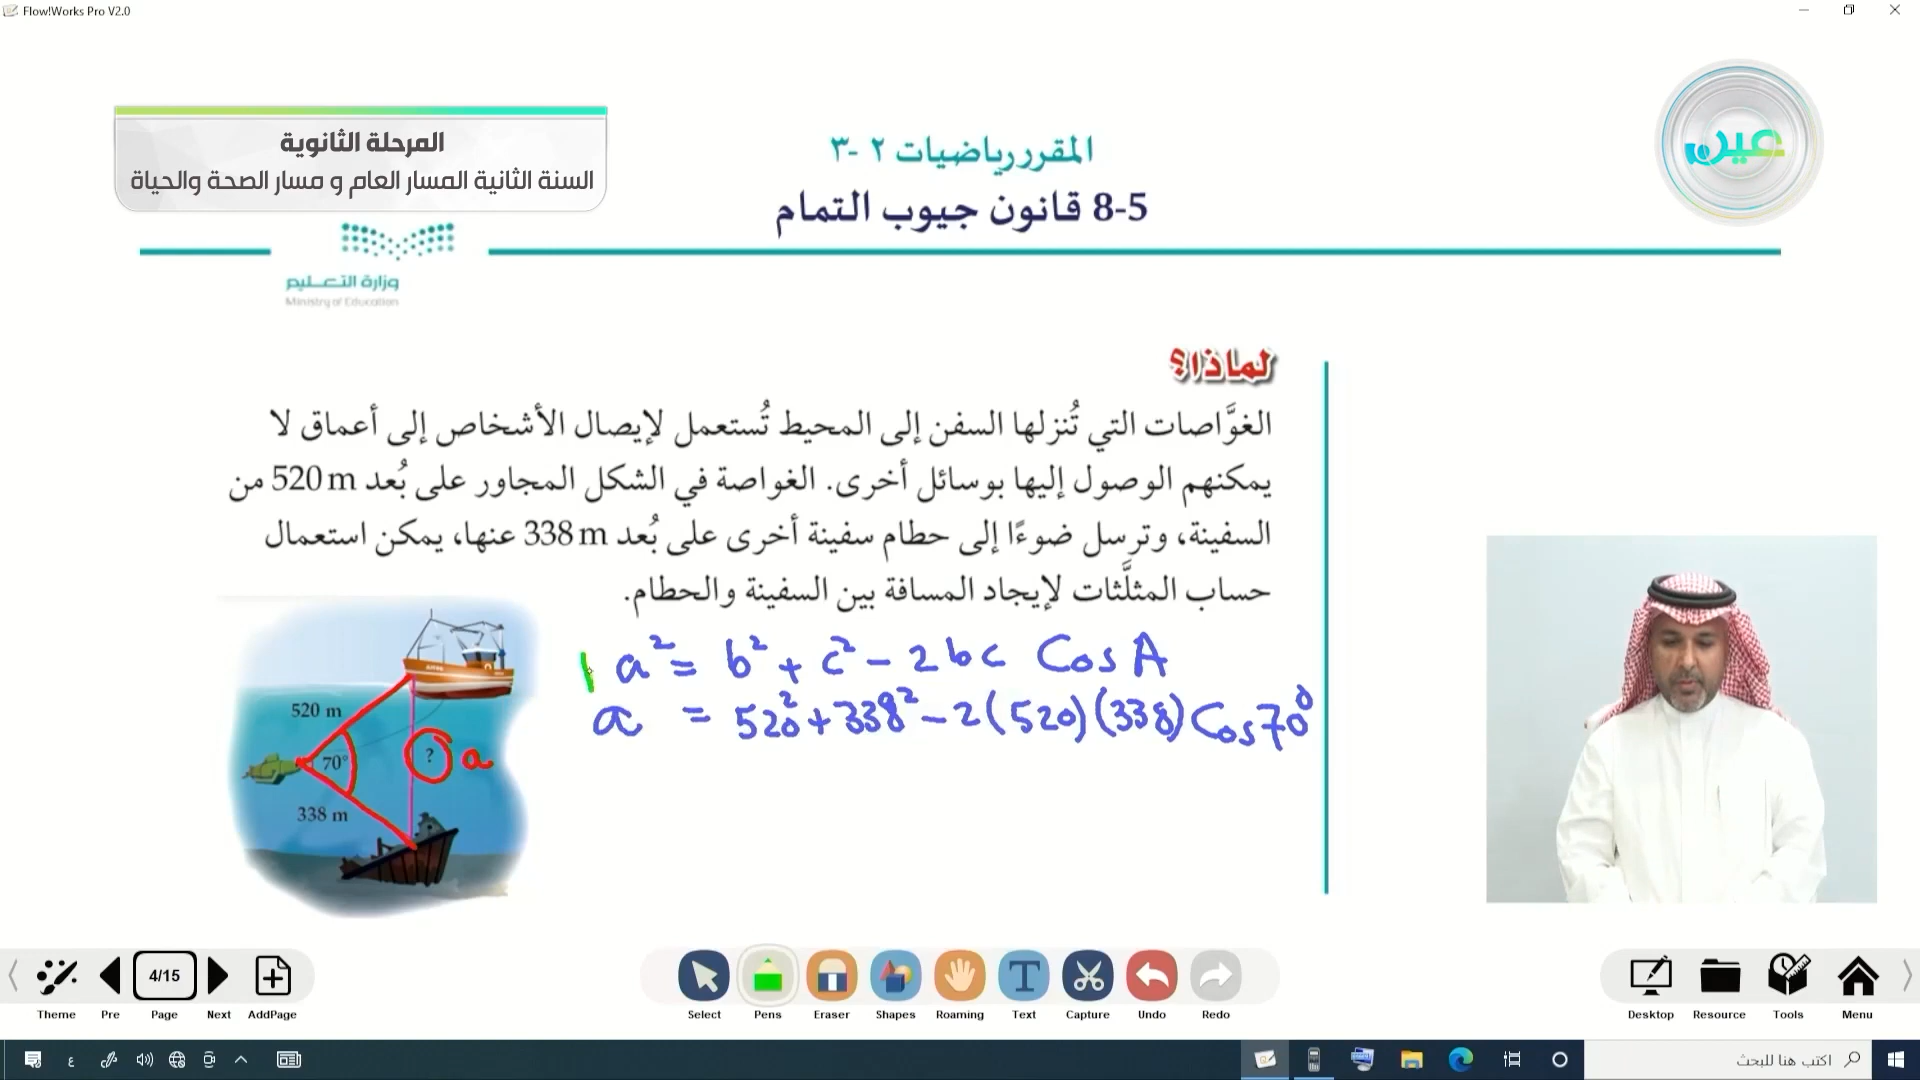 Flow!Works Pro V2.0
المرحلة الثانوية
السنة الثانية المسار العام و مسار الصحة والحياة
المقرر رياضيات ٢ -٣
8-5 قانون جيوب التمام
عين
وزارة التعليم
Ministry of Education
لماذا؟
الغوَّاصات التي تُنزلها السفن إلى المحيط تُستعمل لإيصال الأشخاص إلى أعماق لا
يمكنهم الوصول إليها بوسائل أخرى. الغواصة في الشكل المجاور على بُعد 520 m من
السفينة، وترسل ضوءًا إلى حطام سفينة أخرى على بُعد 338 m عنها، يمكن استعمال
حساب المثلَّثات لإيجاد المسافة بين السفينة والحطام.
a² = b² + c² - 2bc Cos A
a = 520² + 338² - 2(520)(338) Cos 70°
520 m
70°
? a
338 m
4/15
Theme Pre Page Next AddPage
Select Pens Eraser Shapes Roaming Text Capture Undo Redo
Desktop Resource Tools Menu
ع
اكتب هنا للبحث